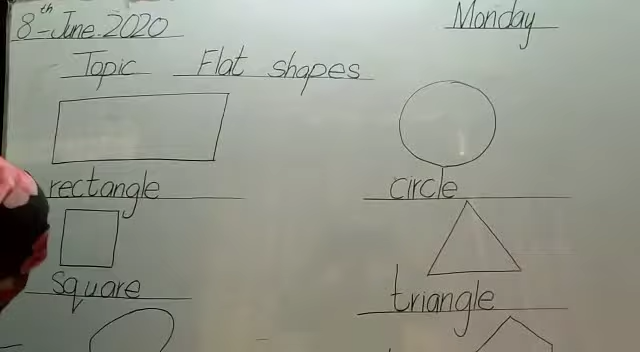 8th-June.2020
Monday
Topic Flat shapes
rectangle
circle
square
triangle